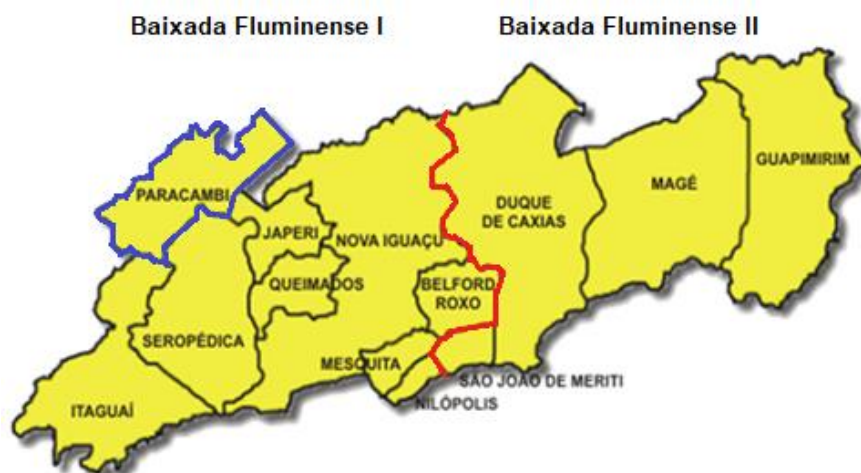 Baixada Fluminense I
Baixada Fluminense II
PARACAMBI
JAPERI
NOVA IGUAÇU
DUQUE
DE CAXIAS
MAGÉ
GUAPIMIRIM
QUEIMADOS
BELFORD
ROXO
SEROPÉDICA
MESQUITA
SÃO JOÃO DE MERITI
NILÓPOLIS
ITAGUAÍ